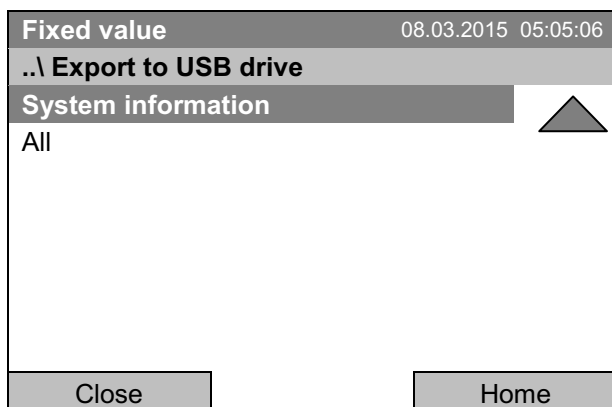 Fixed value 08.03.2015 05:05:06
..\ Export to USB drive
System information
All
Close Home